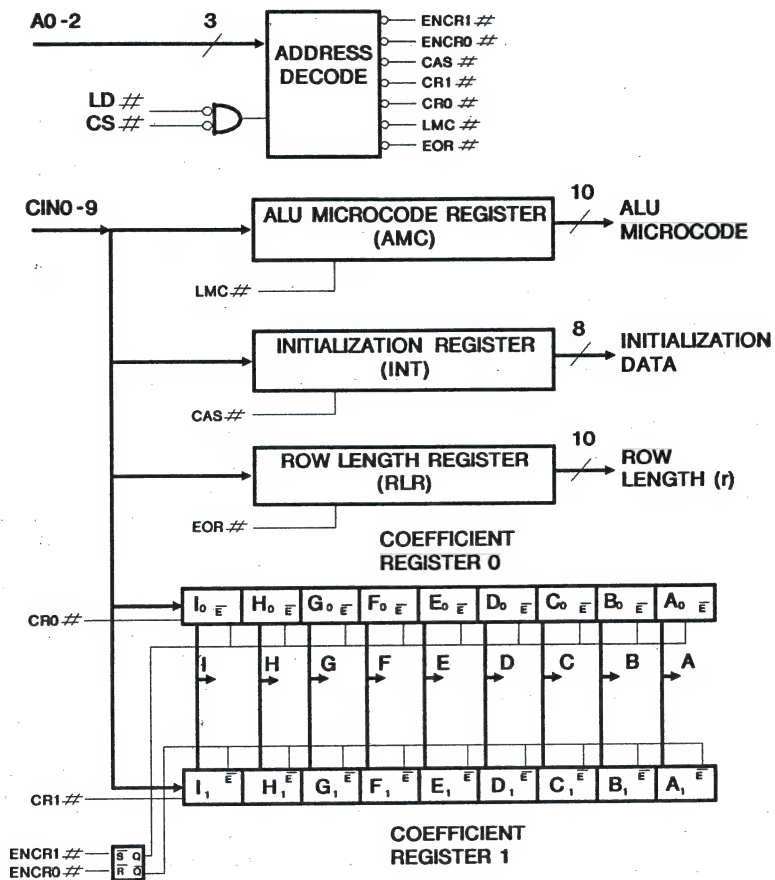 A0-2
3
ADDRESS
DECODE
ENCR1#
ENCR0#
CAS#
CR1#
CR0#
LMC#
EOR#
LD#
CS#
CIN0-9
ALU MICROCODE REGISTER
(AMC)
10
ALU
MICROCODE
LMC#
INITIALIZATION REGISTER
(INT)
8
INITIALIZATION
DATA
CAS#
ROW LENGTH REGISTER
(RLR)
10
ROW
LENGTH (r)
EOR#
COEFFICIENT
REGISTER 0
CR0#
I₀ E̅ H₀ E̅ G₀ E̅ F₀ E̅ E₀ E̅ D₀ E̅ C₀ E̅ B₀ E̅ A₀ E̅
I H G F E D C B A
CR1#
I₁ E̅ H₁ E̅ G₁ E̅ F₁ E̅ E₁ E̅ D₁ E̅ C₁ E̅ B₁ E̅ A₁ E̅
COEFFICIENT
REGISTER 1
ENCR1#
S̅ Q
ENCR0#
R̅ Q̅